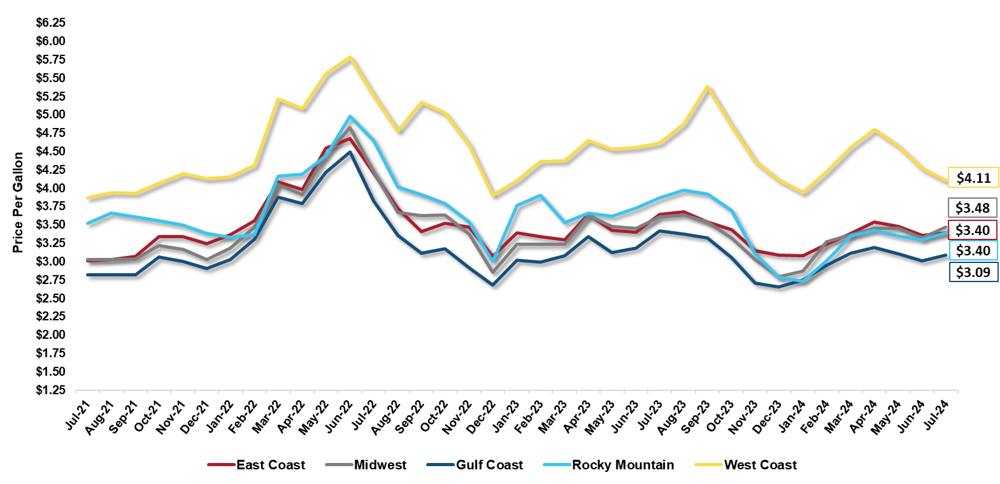 $6.25
$6.00
$5.75
$5.50
$5.25
$5.00
$4.75
$4.50
$4.25
$4.00
$3.75
$3.50
$3.25
$3.00
$2.75
$2.50
$2.25
$2.00
$1.75
$1.50
$1.25
Price Per Gallon
$4.11
$3.48
$3.40
$3.40
$3.09
Jul-21
Aug-21
Sep-21
Oct-21
Nov-21
Dec-21
Jan-22
Feb-22
Mar-22
Apr-22
May-22
Jun-22
Jul-22
Aug-22
Sep-22
Oct-22
Nov-22
Dec-22
Jan-23
Feb-23
Mar-23
Apr-23
May-23
Jun-23
Jul-23
Aug-23
Sep-23
Oct-23
Nov-23
Dec-23
Jan-24
Feb-24
Mar-24
Apr-24
May-24
Jun-24
Jul-24
East Coast
Midwest
Gulf Coast
Rocky Mountain
West Coast